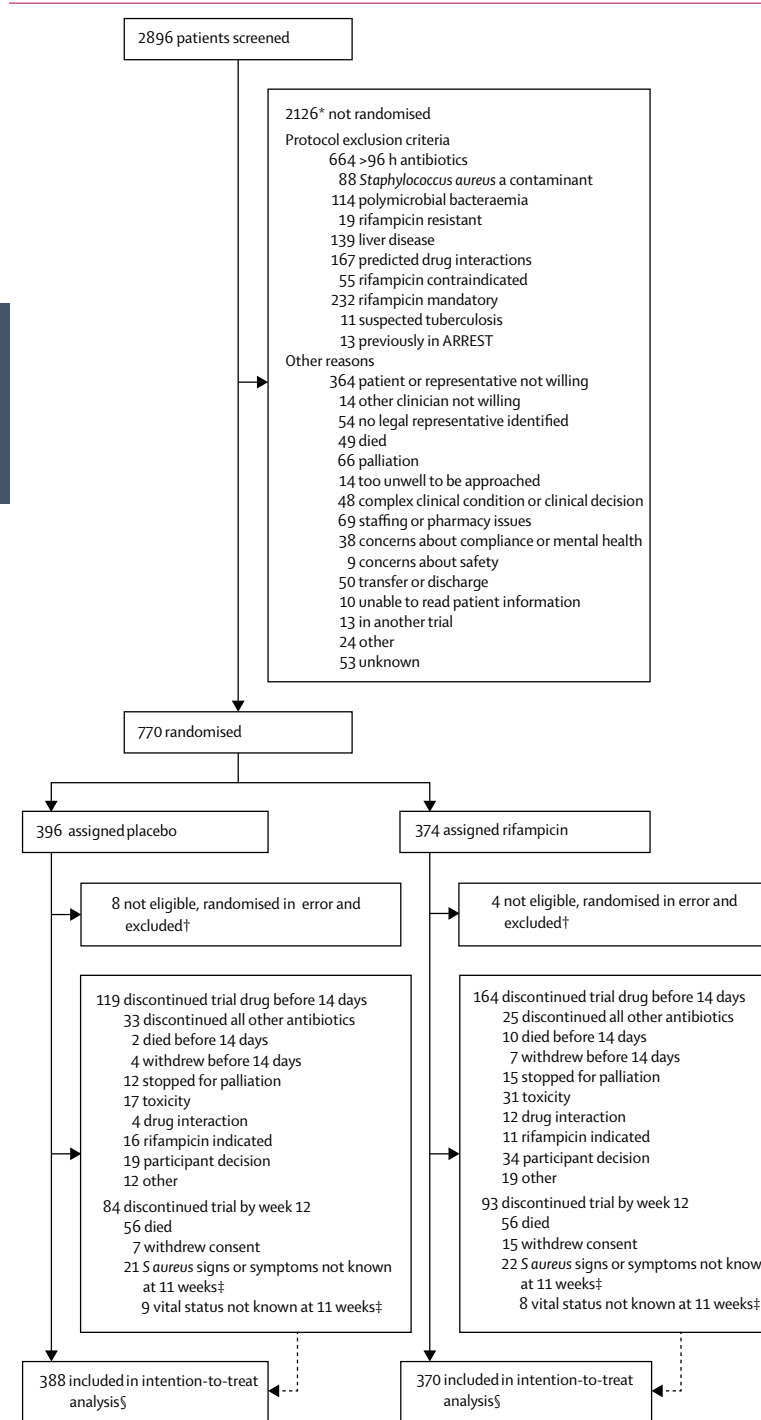 2896 patients screened
2126* not randomised
Protocol exclusion criteria
664 >96 h antibiotics
88 Staphylococcus aureus a contaminant
114 polymicrobial bacteraemia
19 rifampicin resistant
139 liver disease
167 predicted drug interactions
55 rifampicin contraindicated
232 rifampicin mandatory
11 suspected tuberculosis
13 previously in ARREST
Other reasons
364 patient or representative not willing
14 other clinician not willing
54 no legal representative identified
49 died
66 palliation
14 too unwell to be approached
48 complex clinical condition or clinical decision
69 staffing or pharmacy issues
38 concerns about compliance or mental health
9 concerns about safety
50 transfer or discharge
10 unable to read patient information
13 in another trial
24 other
53 unknown
770 randomised
396 assigned placebo
374 assigned rifampicin
8 not eligible, randomised in error and
excluded†
4 not eligible, randomised in error and
excluded†
119 discontinued trial drug before 14 days
33 discontinued all other antibiotics
2 died before 14 days
4 withdrew before 14 days
12 stopped for palliation
17 toxicity
4 drug interaction
16 rifampicin indicated
19 participant decision
12 other
84 discontinued trial by week 12
56 died
7 withdrew consent
21 S aureus signs or symptoms not known
at 11 weeks‡
9 vital status not known at 11 weeks‡
164 discontinued trial drug before 14 days
25 discontinued all other antibiotics
10 died before 14 days
7 withdrew before 14 days
15 stopped for palliation
31 toxicity
12 drug interaction
11 rifampicin indicated
34 participant decision
19 other
93 discontinued trial by week 12
56 died
15 withdrew consent
22 S aureus signs or symptoms not know
at 11 weeks‡
8 vital status not known at 11 weeks‡
388 included in intention-to-treat
analysis§
370 included in intention-to-treat
analysis§